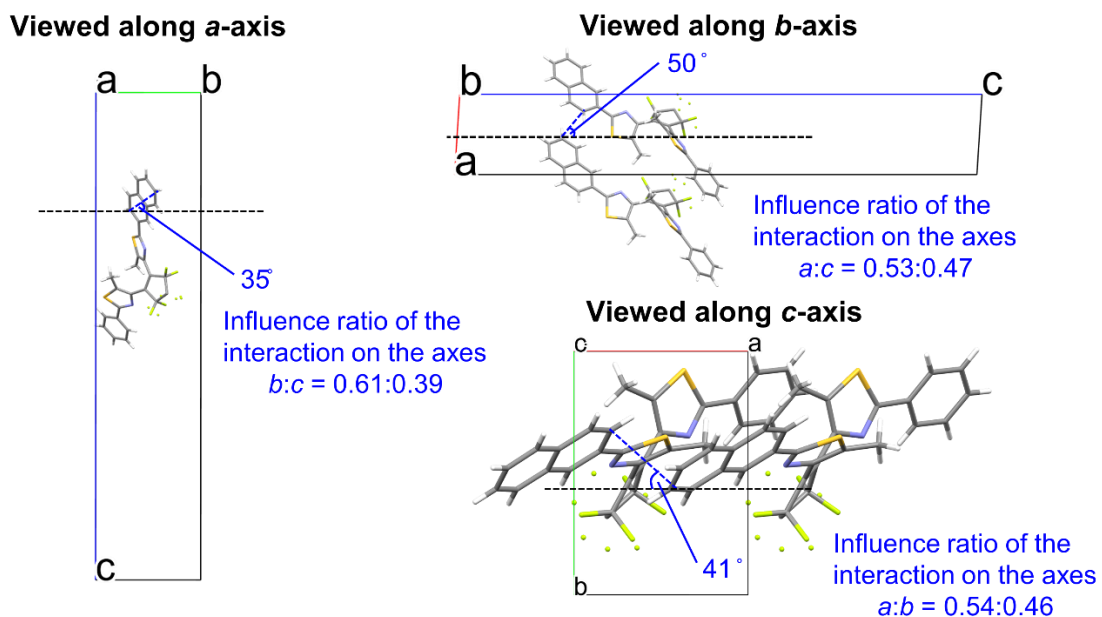 Viewed along a-axis
a
b
35°
Influence ratio of the
interaction on the axes
b:c = 0.61:0.39
c
Viewed along b-axis
b
c
a
50°
Influence ratio of the
interaction on the axes
a:c = 0.53:0.47
Viewed along c-axis
c
a
b
41°
Influence ratio of the
interaction on the axes
a:b = 0.54:0.46